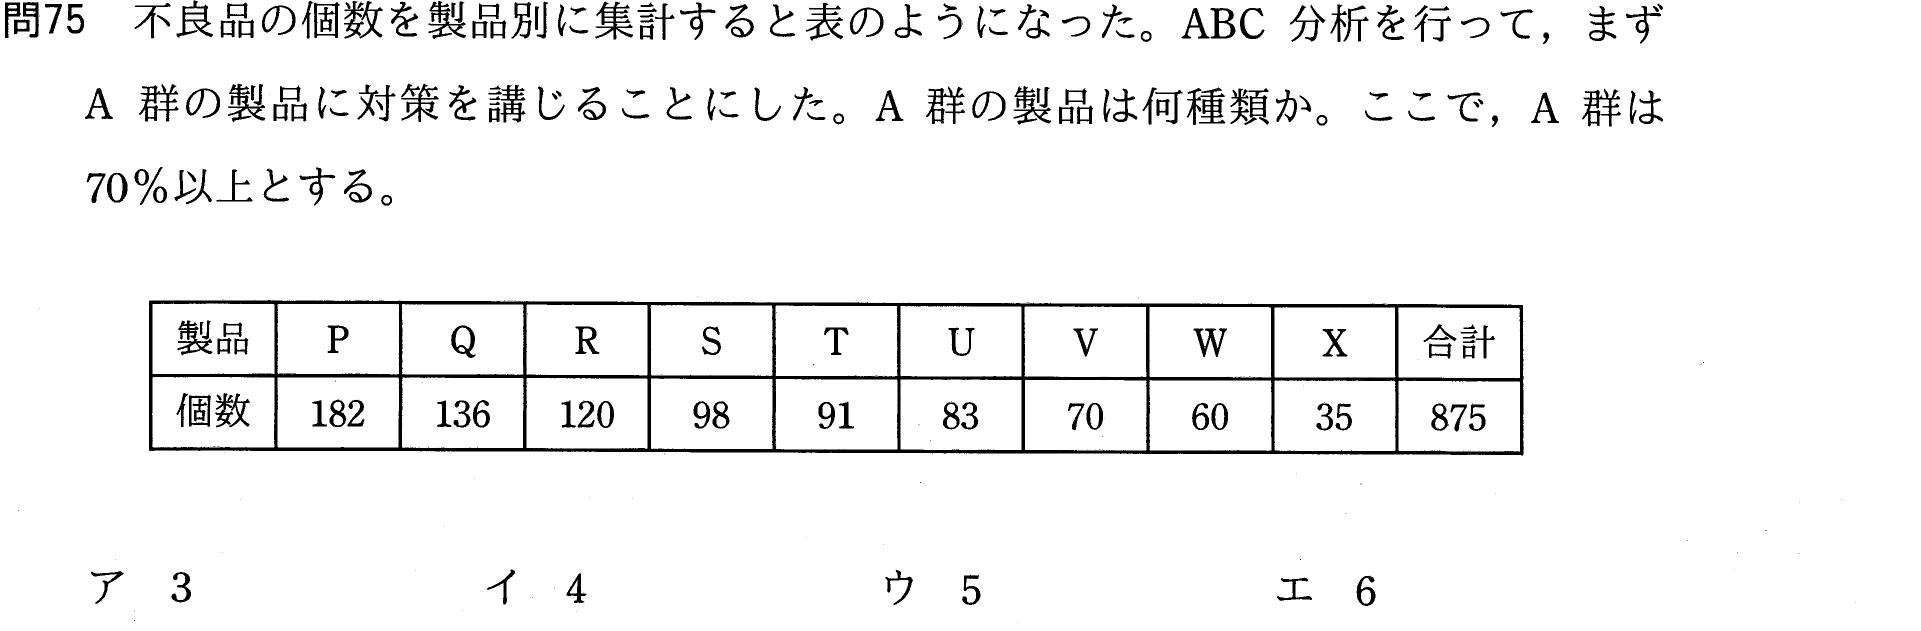 問75 不良品の個数を製品別に集計すると表のようになった。ABC 分析を行って，まず
A 群の製品に対策を講じることにした。A 群の製品は何種類か。ここで，A 群は
70％以上とする。
製品 P Q R S T U V W X 合計
個数 182 136 120 98 91 83 70 60 35 875
ア 3 イ 4 ウ 5 エ 6